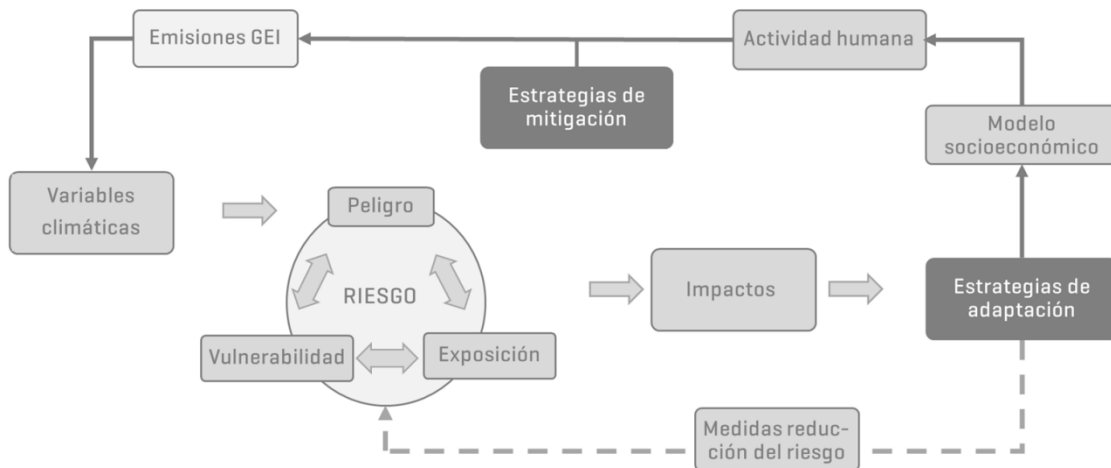 Emisiones GEI
Actividad humana
Estrategias de
mitigación
Modelo
socioeconómico
Variables
climáticas
Peligro
RIESGO
Impactos
Estrategias de
adaptación
Vulnerabilidad
Exposición
Medidas reduc-
ción del riesgo